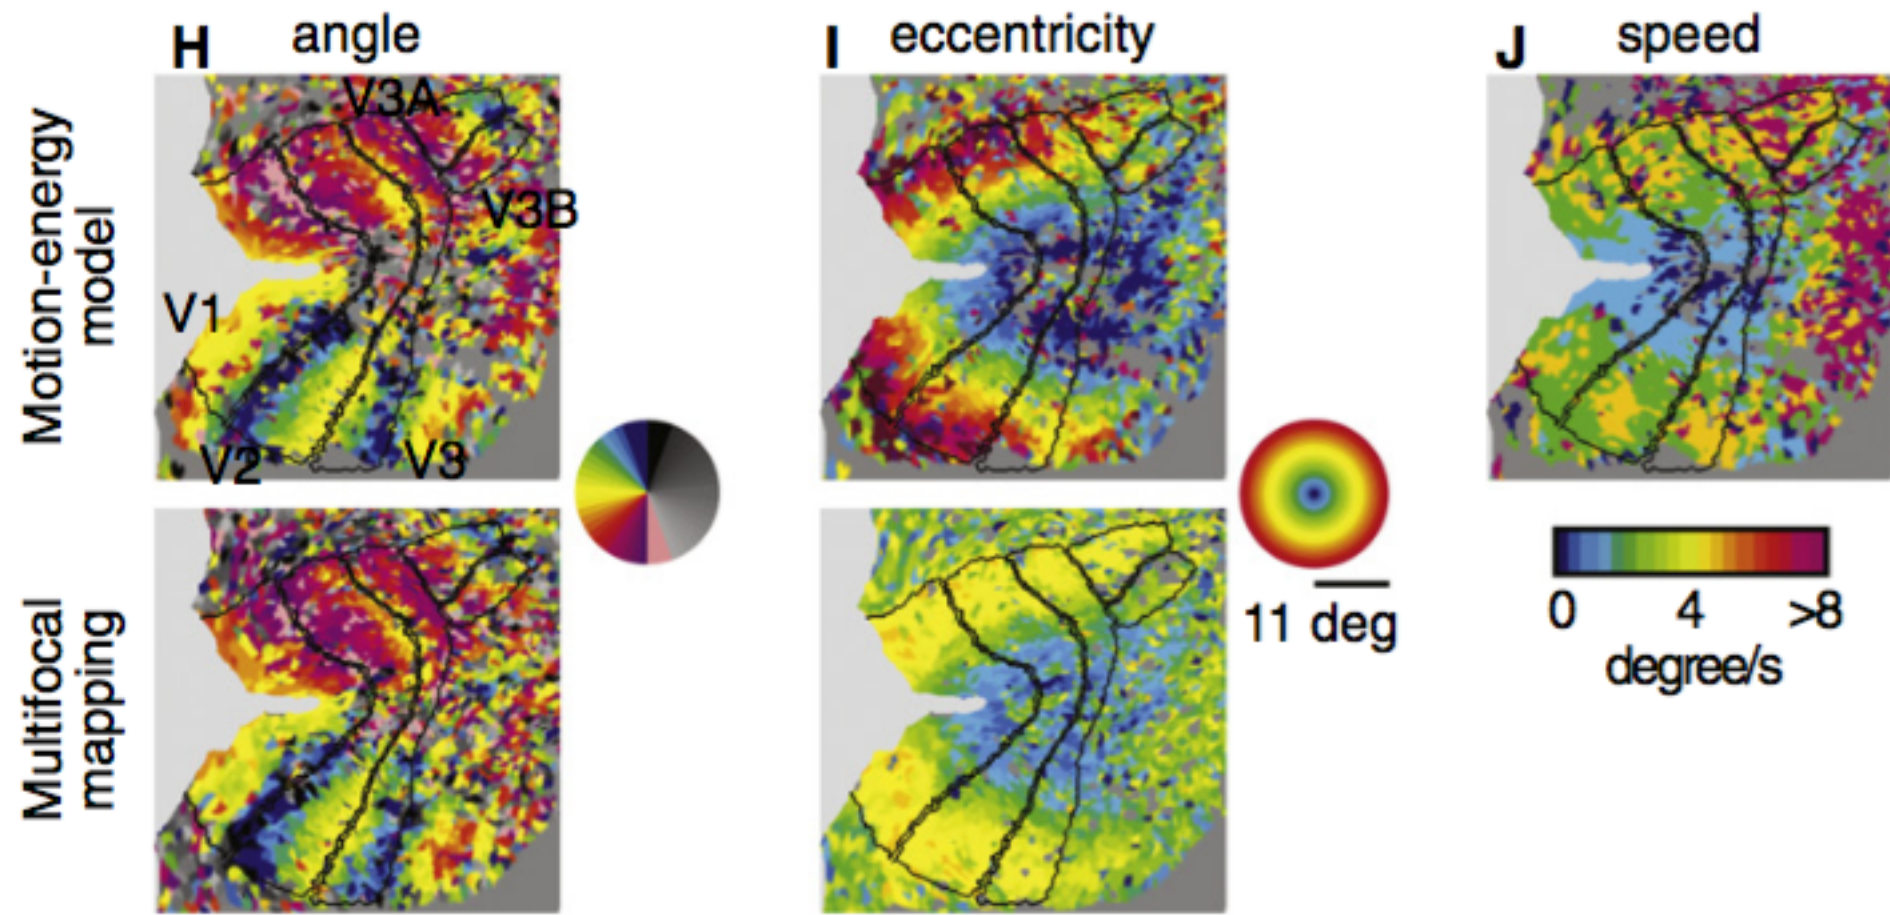 H angle
I eccentricity
J speed
Motion-energy
model
V3A
V3B
V1
V2
V3
11 deg
0 4 >8
degree/s
Multifocal
mapping